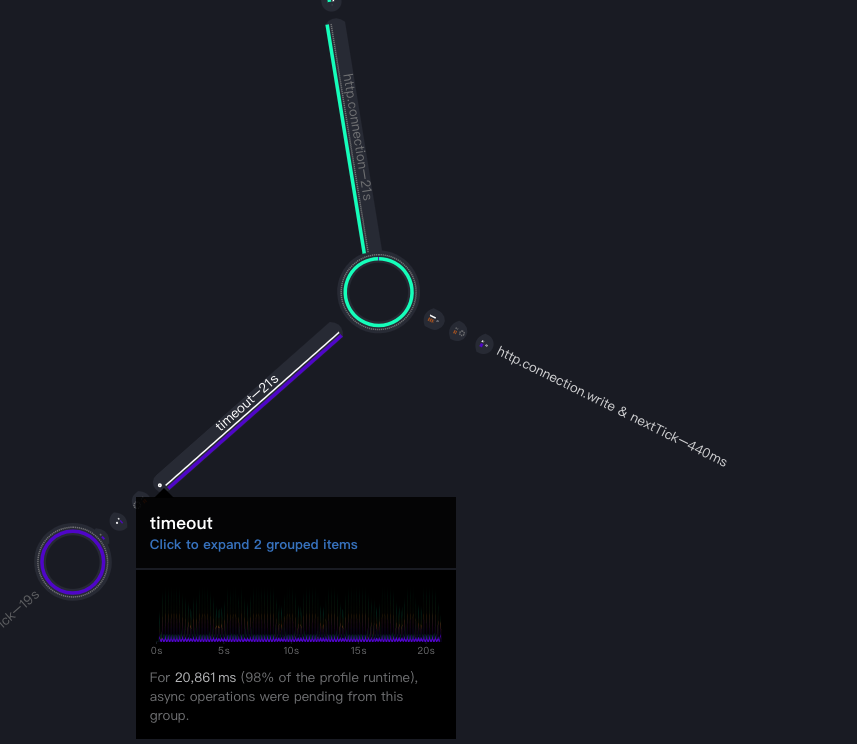 http.connection—21s
timeout—21s
http.connection.write & nextTick—440ms
ick—19s
timeout
Click to expand 2 grouped items
0s 5s 10s 15s 20s
For 20,861 ms (98% of the profile runtime),
async operations were pending from this
group.